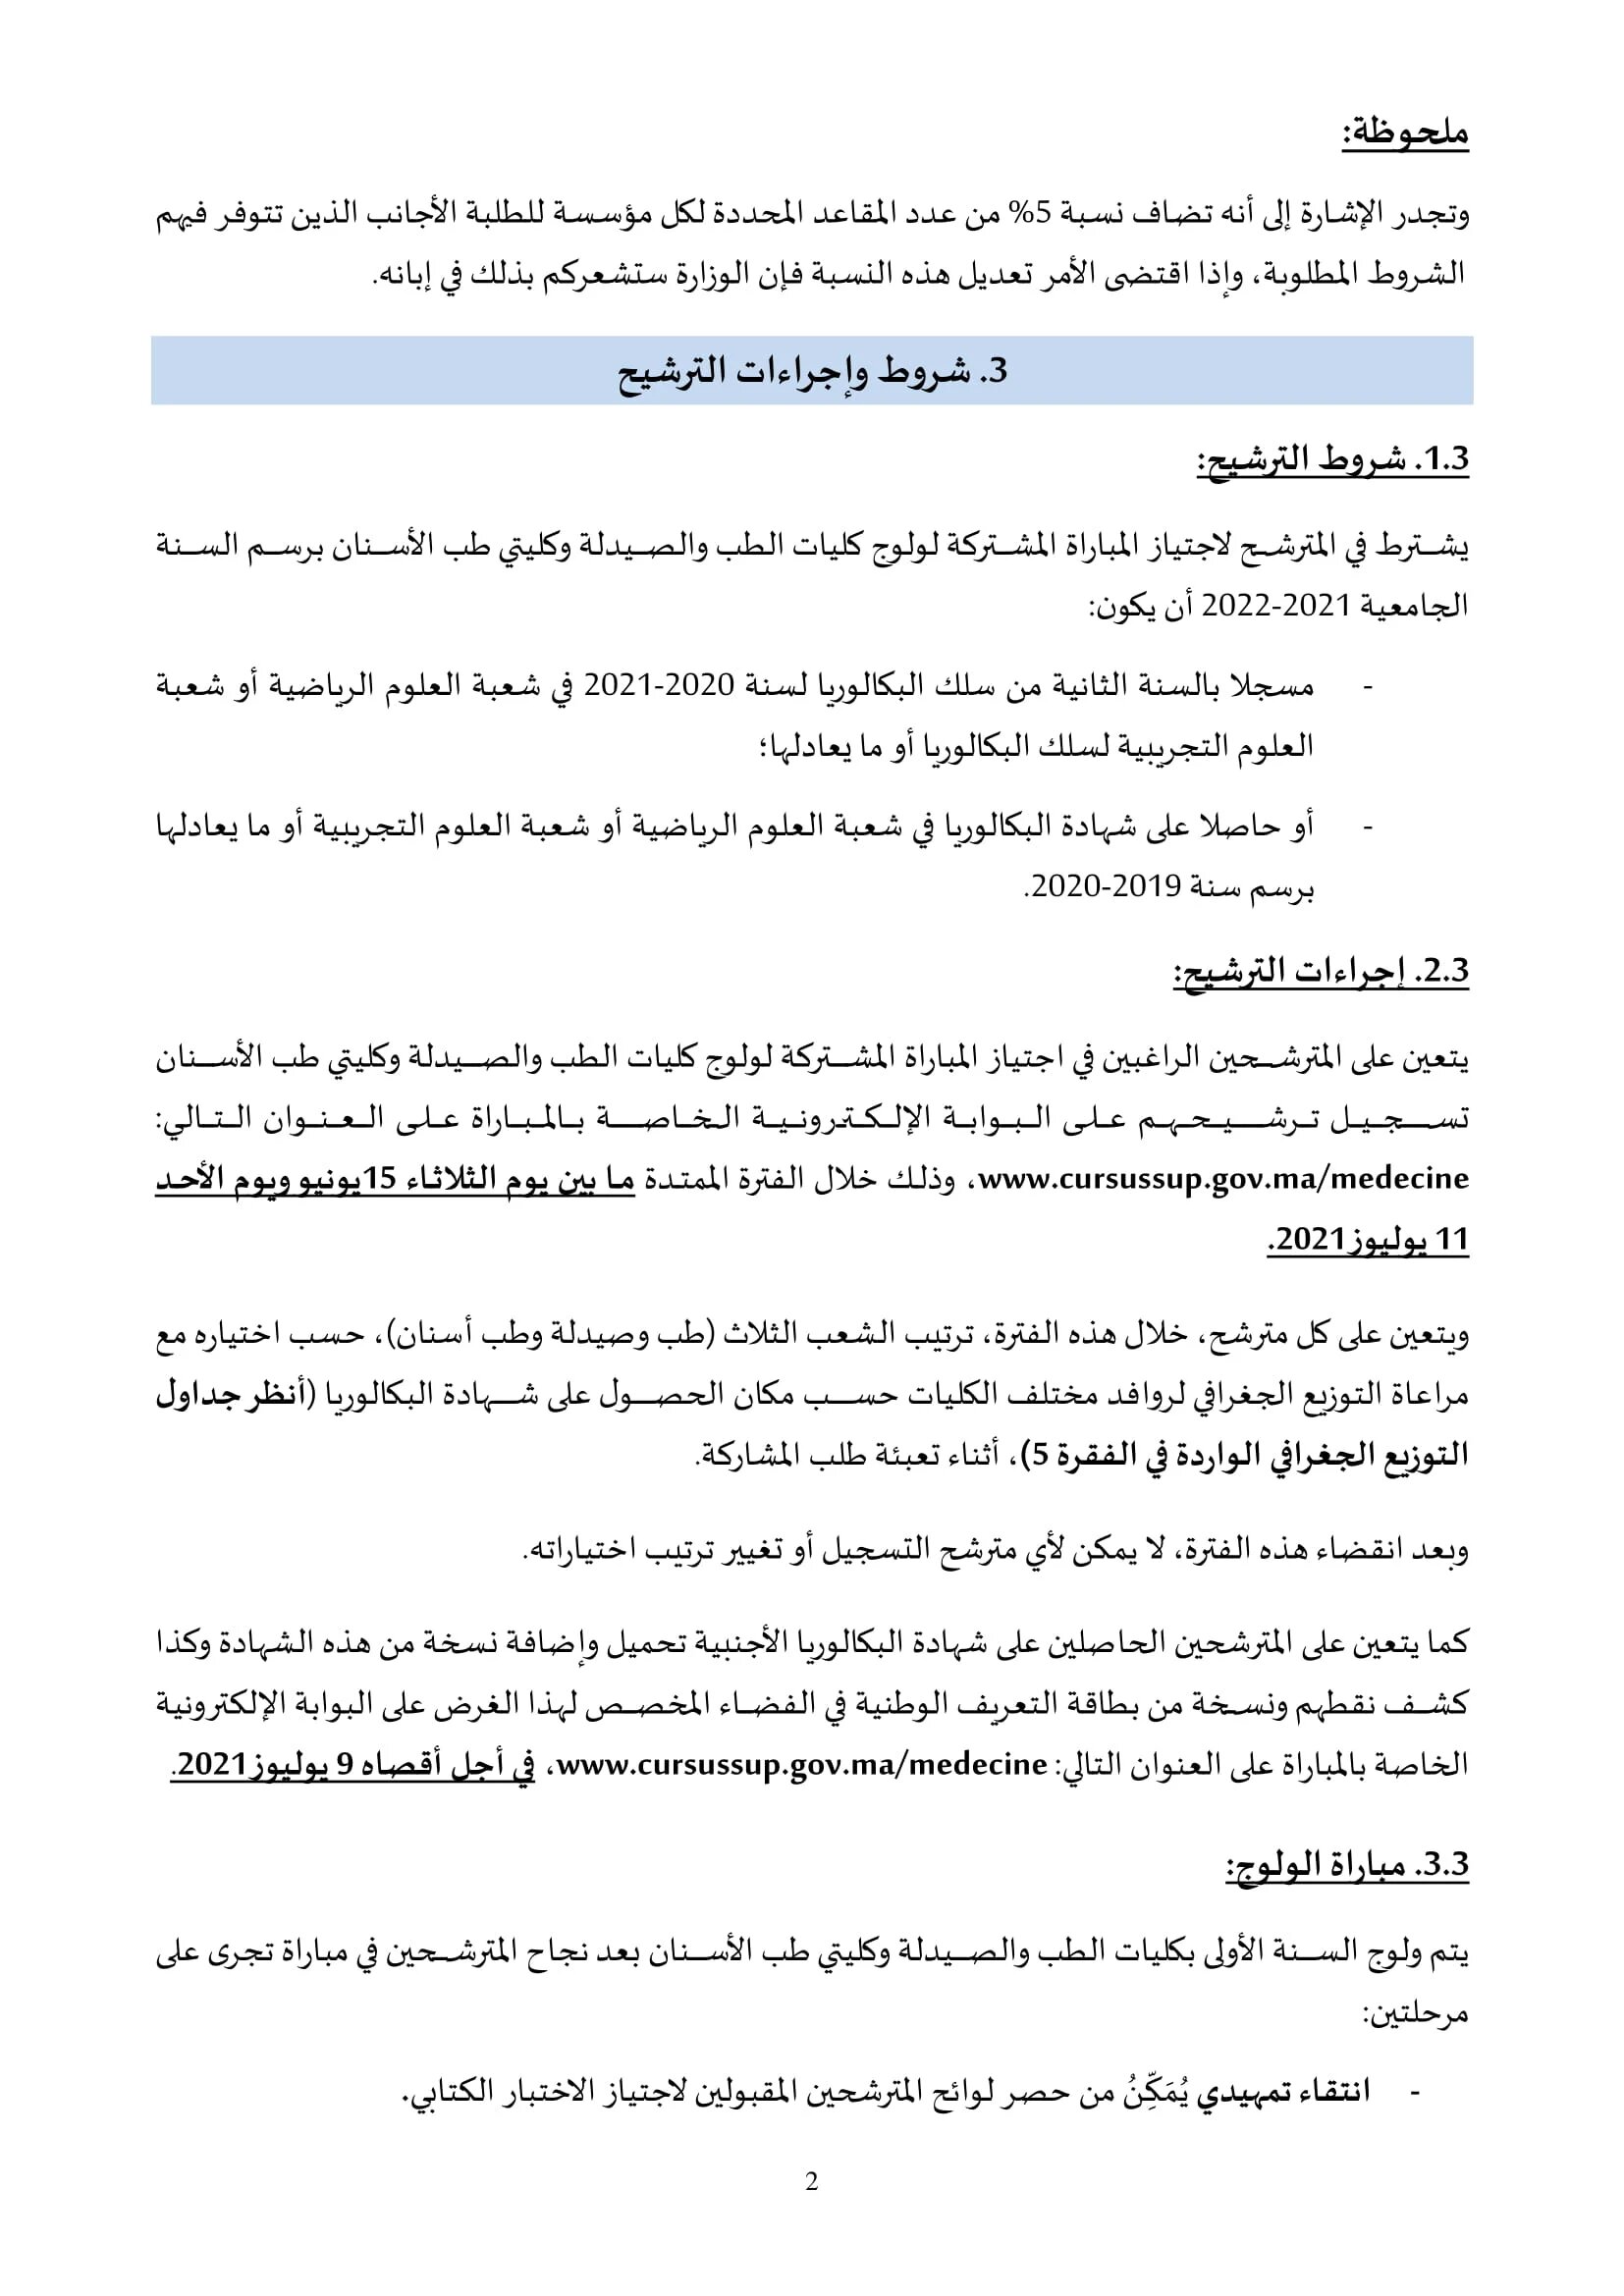 ملحوظة:
وتجدر الإشارة إلى أنه تضاف نسبة 5% من عدد المقاعد المحددة لكل مؤسسة للطلبة الأجانب الذين تتوفر فيهم
الشروط المطلوبة، وإذا اقتضى الأمر تعديل هذه النسبة فإن الوزارة ستشعركم بذلك في إبانه.
3. شروط وإجراءات الترشيح
1.3. شروط الترشيح:
يشترط في المترشح لاجتياز المباراة المشتركة لولوج كليات الطب والصيدلة وكليتي طب الأسنان برسم السنة
الجامعية 2021-2022 أن يكون:
- مسجلا بالسنة الثانية من سلك البكالوريا لسنة 2020-2021 في شعبة العلوم الرياضية أو شعبة
العلوم التجريبية لسلك البكالوريا أو ما يعادلها؛
- أو حاصلا على شهادة البكالوريا في شعبة العلوم الرياضية أو شعبة العلوم التجريبية أو ما يعادلها
برسم سنة 2019-2020.
2.3. إجراءات الترشيح:
يتعين على المترشحين الراغبين في اجتياز المباراة المشتركة لولوج كليات الطب والصيدلة وكليتي طب الأسنان
تسجيل ترشيحهم على البوابة الإلكترونية الخاصة بالمباراة على العنوان التالي:
www.cursussup.gov.ma/medecine، وذلك خلال الفترة الممتدة ما بين يوم الثلاثاء 15يونيو ويوم الأحد
11 يوليوز2021.
ويتعين على كل مترشح، خلال هذه الفترة، ترتيب الشعب الثلاث (طب وصيدلة وطب أسنان)، حسب اختياره مع
مراعاة التوزيع الجغرافي لروافد مختلف الكليات حسب مكان الحصول على شهادة البكالوريا (أنظر جداول
التوزيع الجغرافي الواردة في الفقرة 5)، أثناء تعبئة طلب المشاركة.
وبعد انقضاء هذه الفترة، لا يمكن لأي مترشح التسجيل أو تغيير ترتيب اختياراته.
كما يتعين على المترشحين الحاصلين على شهادة البكالوريا الأجنبية تحميل وإضافة نسخة من هذه الشهادة وكذا
كشف نقطهم ونسخة من بطاقة التعريف الوطنية في الفضاء المخصص لهذا الغرض على البوابة الإلكترونية
الخاصة بالمباراة على العنوان التالي: www.cursussup.gov.ma/medecine، في أجل أقصاه 9 يوليوز2021.
3.3. مباراة الولوج:
يتم ولوج السنة الأولى بكليات الطب والصيدلة وكليتي طب الأسنان بعد نجاح المترشحين في مباراة تجرى على
مرحلتين:
- انتقاء تمهيدي يُمَكِّنُ من حصر لوائح المترشحين المقبولين لاجتياز الاختبار الكتابي.
2